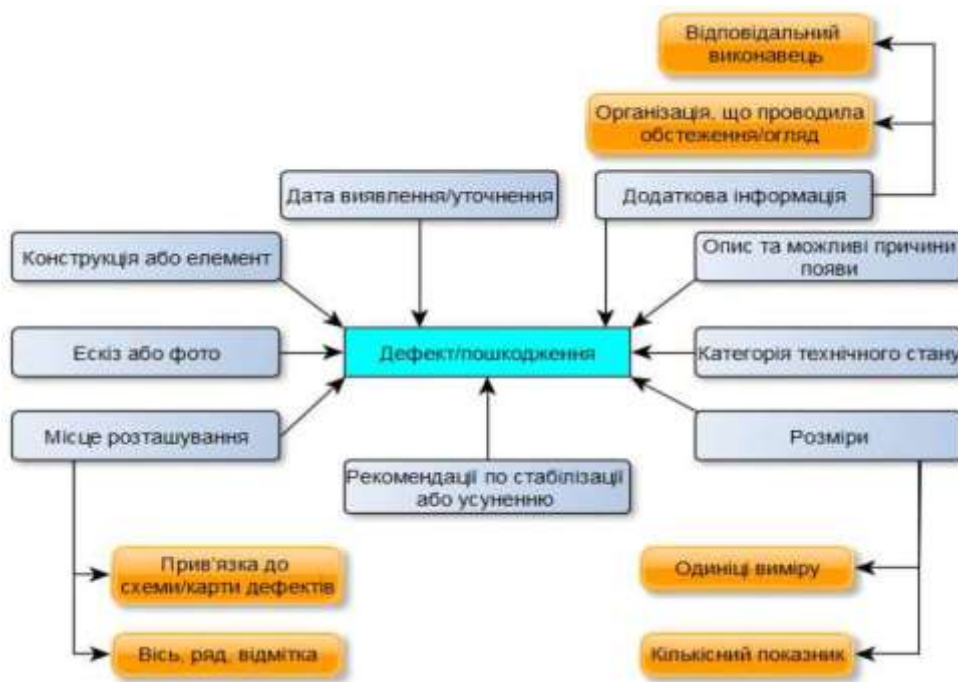 Відповідальний
виконавець
Організація, що проводила
обстеження/огляд
Дата виявлення/уточнення
Додаткова інформація
Конструкція або елемент
Опис та можливі причини
появи
Ескіз або фото
Дефект/пошкодження
Категорія технічного стану
Місце розташування
Розміри
Рекомендації по стабілізації
або усуненню
Прив'язка до
схеми/карти дефектів
Одиниці виміру
Вісь, ряд, відмітка
Кількісний показник